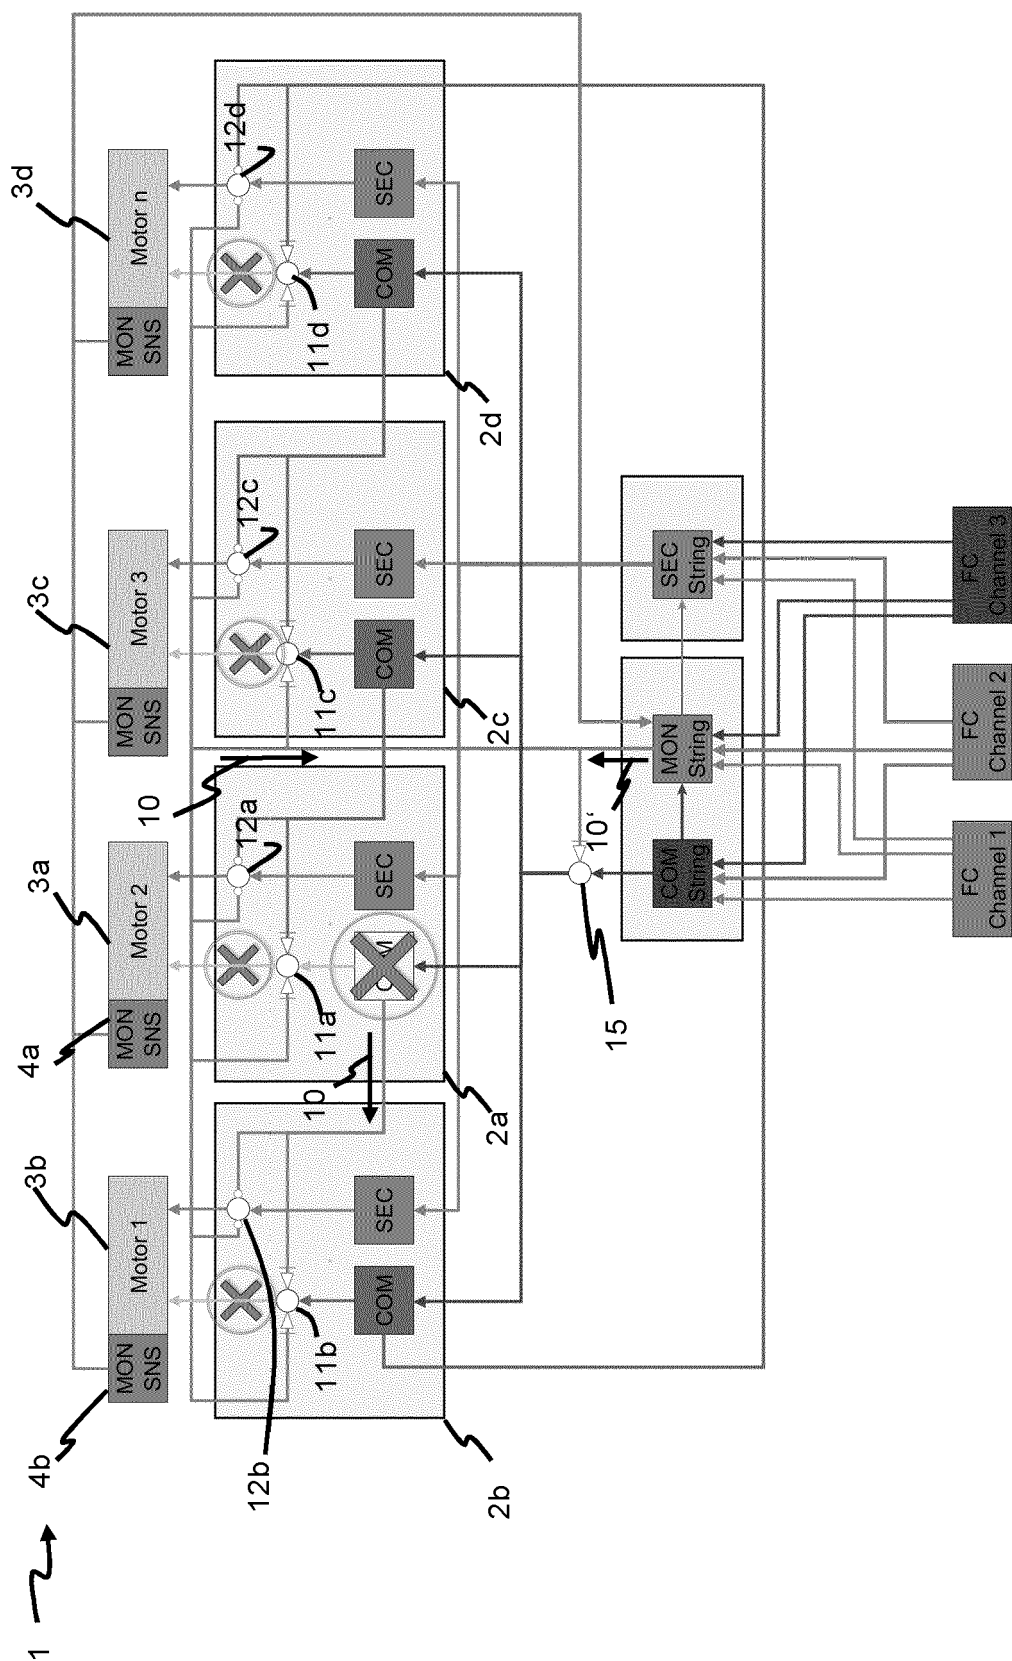 1
4b
3b
4a
3a
3c
3d
MON
SNS
Motor 1
MON
SNS
Motor 2
MON
SNS
Motor 3
MON
SNS
Motor n
10
12a
12c
12d
12b
11b
11a
11c
11d
10
COM
SEC
SEC
COM
SEC
COM
SEC
2b
2a
2c
2d
15
10‘
COM
String
MON
String
SEC
String
FC
Channel 1
FC
Channel 2
FC
Channel 3